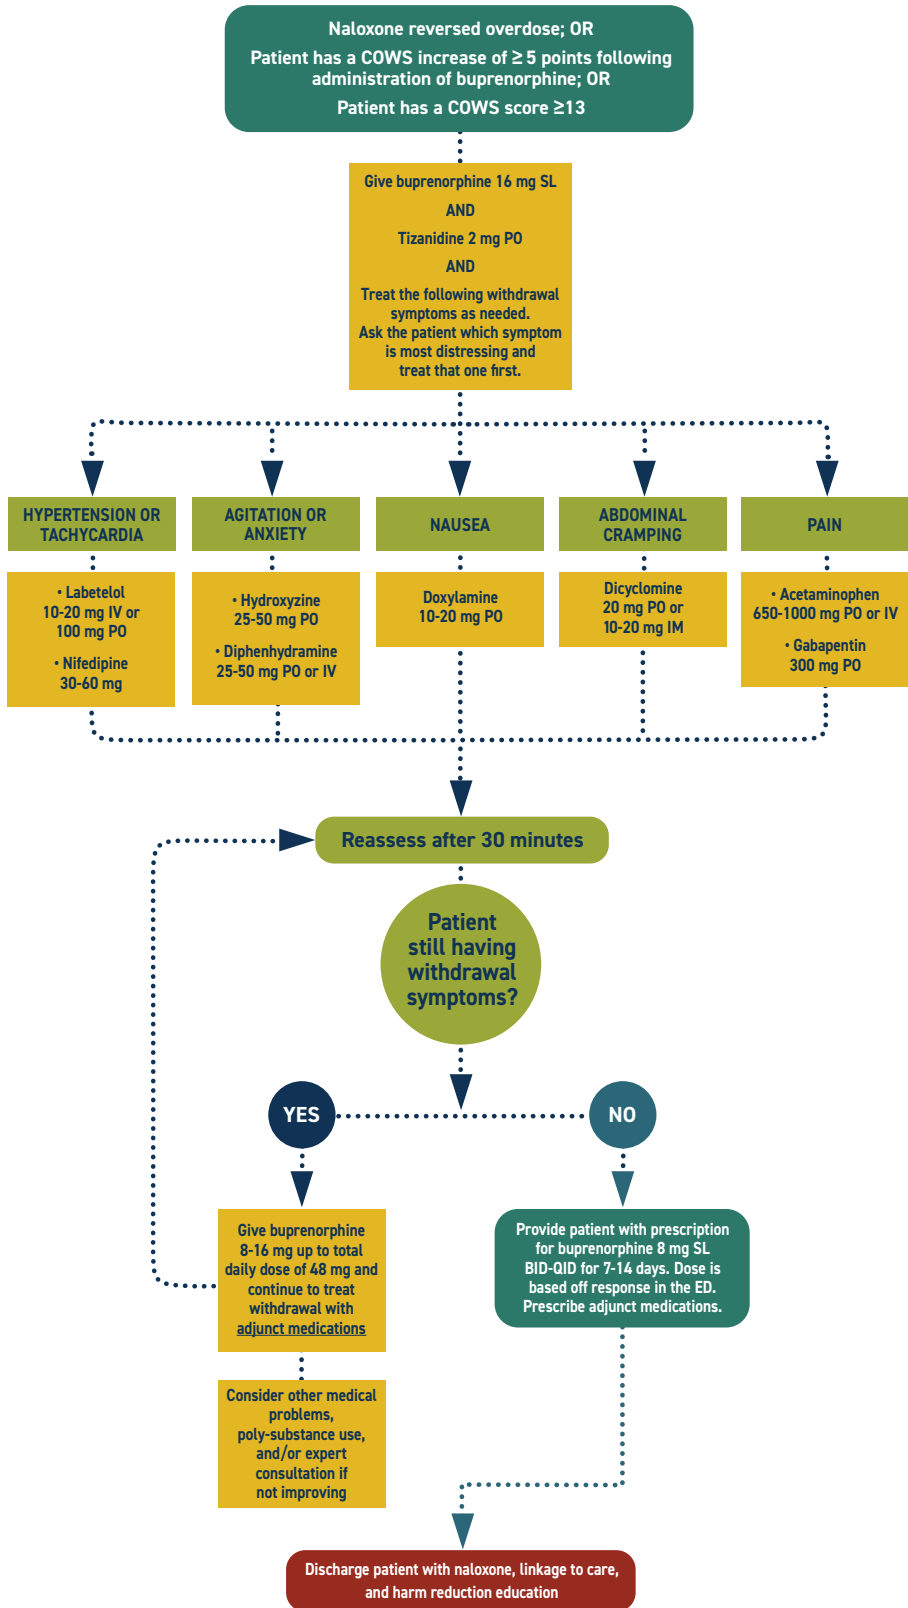 Naloxone reversed overdose; OR
Patient has a COWS increase of ≥ 5 points following
administration of buprenorphine; OR
Patient has a COWS score ≥13
Give buprenorphine 16 mg SL
AND
Tizanidine 2 mg PO
AND
Treat the following withdrawal
symptoms as needed.
Ask the patient which symptom
is most distressing and
treat that one first.
HYPERTENSION OR
TACHYCARDIA
• Labetelol
10-20 mg IV or
100 mg PO
• Nifedipine
30-60 mg
AGITATION OR
ANXIETY
• Hydroxyzine
25-50 mg PO
• Diphenhydramine
25-50 mg PO or IV
NAUSEA
Doxylamine
10-20 mg PO
ABDOMINAL
CRAMPING
Dicyclomine
20 mg PO or
10-20 mg IM
PAIN
• Acetaminophen
650-1000 mg PO or IV
• Gabapentin
300 mg PO
Reassess after 30 minutes
Patient
still having
withdrawal
symptoms?
YES
NO
Give buprenorphine
8-16 mg up to total
daily dose of 48 mg and
continue to treat
withdrawal with
adjunct medications
Consider other medical
problems,
poly-substance use,
and/or expert
consultation if
not improving
Provide patient with prescription
for buprenorphine 8 mg SL
BID-QID for 7-14 days. Dose is
based off response in the ED.
Prescribe adjunct medications.
Discharge patient with naloxone, linkage to care,
and harm reduction education